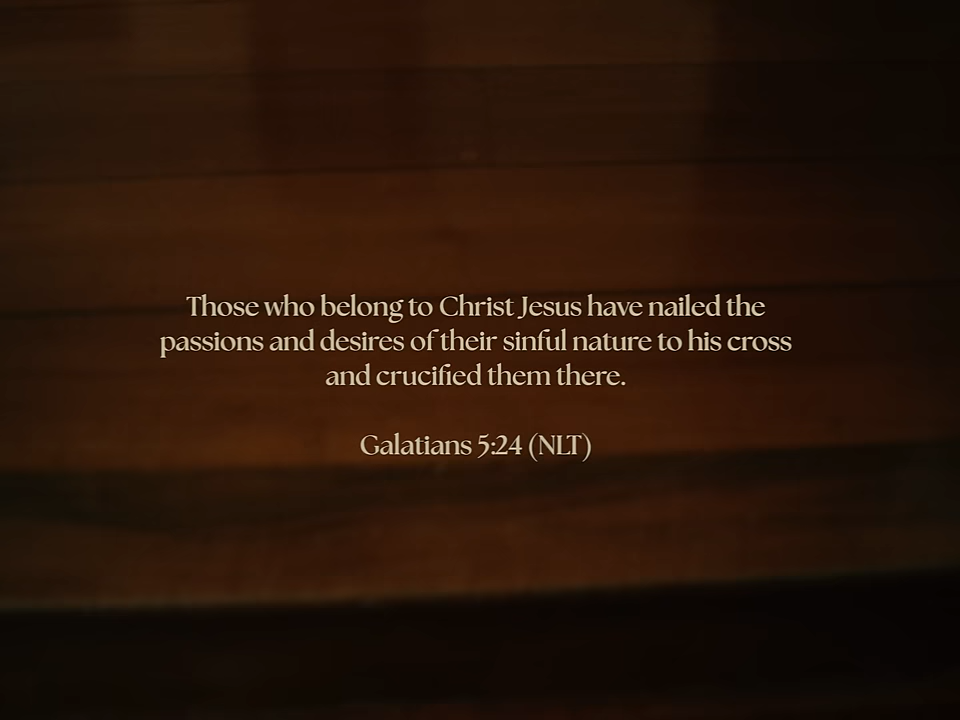 Those who belong to Christ Jesus have nailed the
passions and desires of their sinful nature to his cross
and crucified them there.
Galatians 5:24 (NLT)